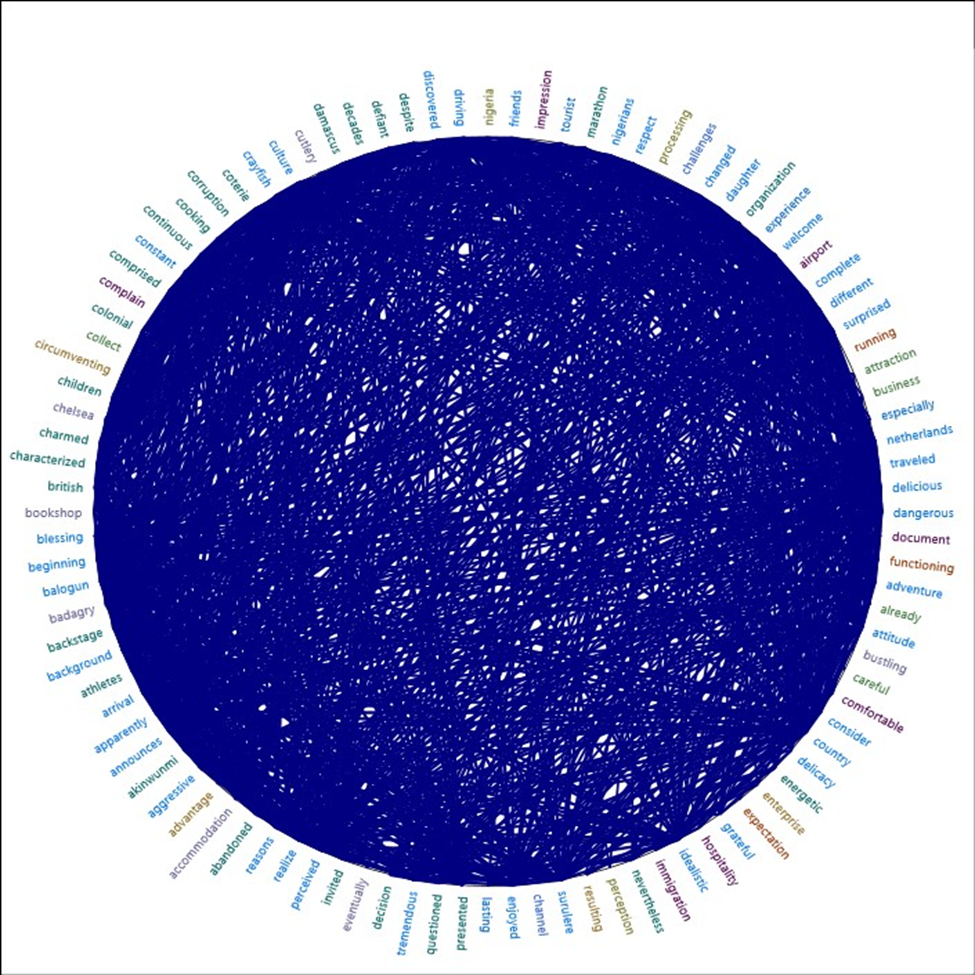 nigeria
friends
impression
tourist
marathon
nigerians
respect
processing
challenges
changed
daughter
organization
experience
welcome
airport
complete
different
surprised
running
attraction
business
especially
netherlands
traveled
delicious
dangerous
document
functioning
adventure
already
attitude
bustling
careful
comfortable
consider
country
delicacy
energetic
enterprise
expectation
grateful
hospitality
idealistic
immigration
nevertheless
perception
resulting
surulere
channel
enjoyed
lasting
presented
questioned
tremendous
decision
eventually
invited
perceived
realize
reasons
abandoned
accommodation
advantage
aggressive
akinwunmi
announces
apparently
arrival
athletes
background
backstage
badagry
balogun
beginning
blessing
bookshop
british
characterized
charmed
chelsea
children
circumventing
collect
colonial
complain
comprised
constant
continuous
cooking
corruption
coterie
crayfish
culture
cutlery
damascus
decades
defiant
despite
discovered
driving